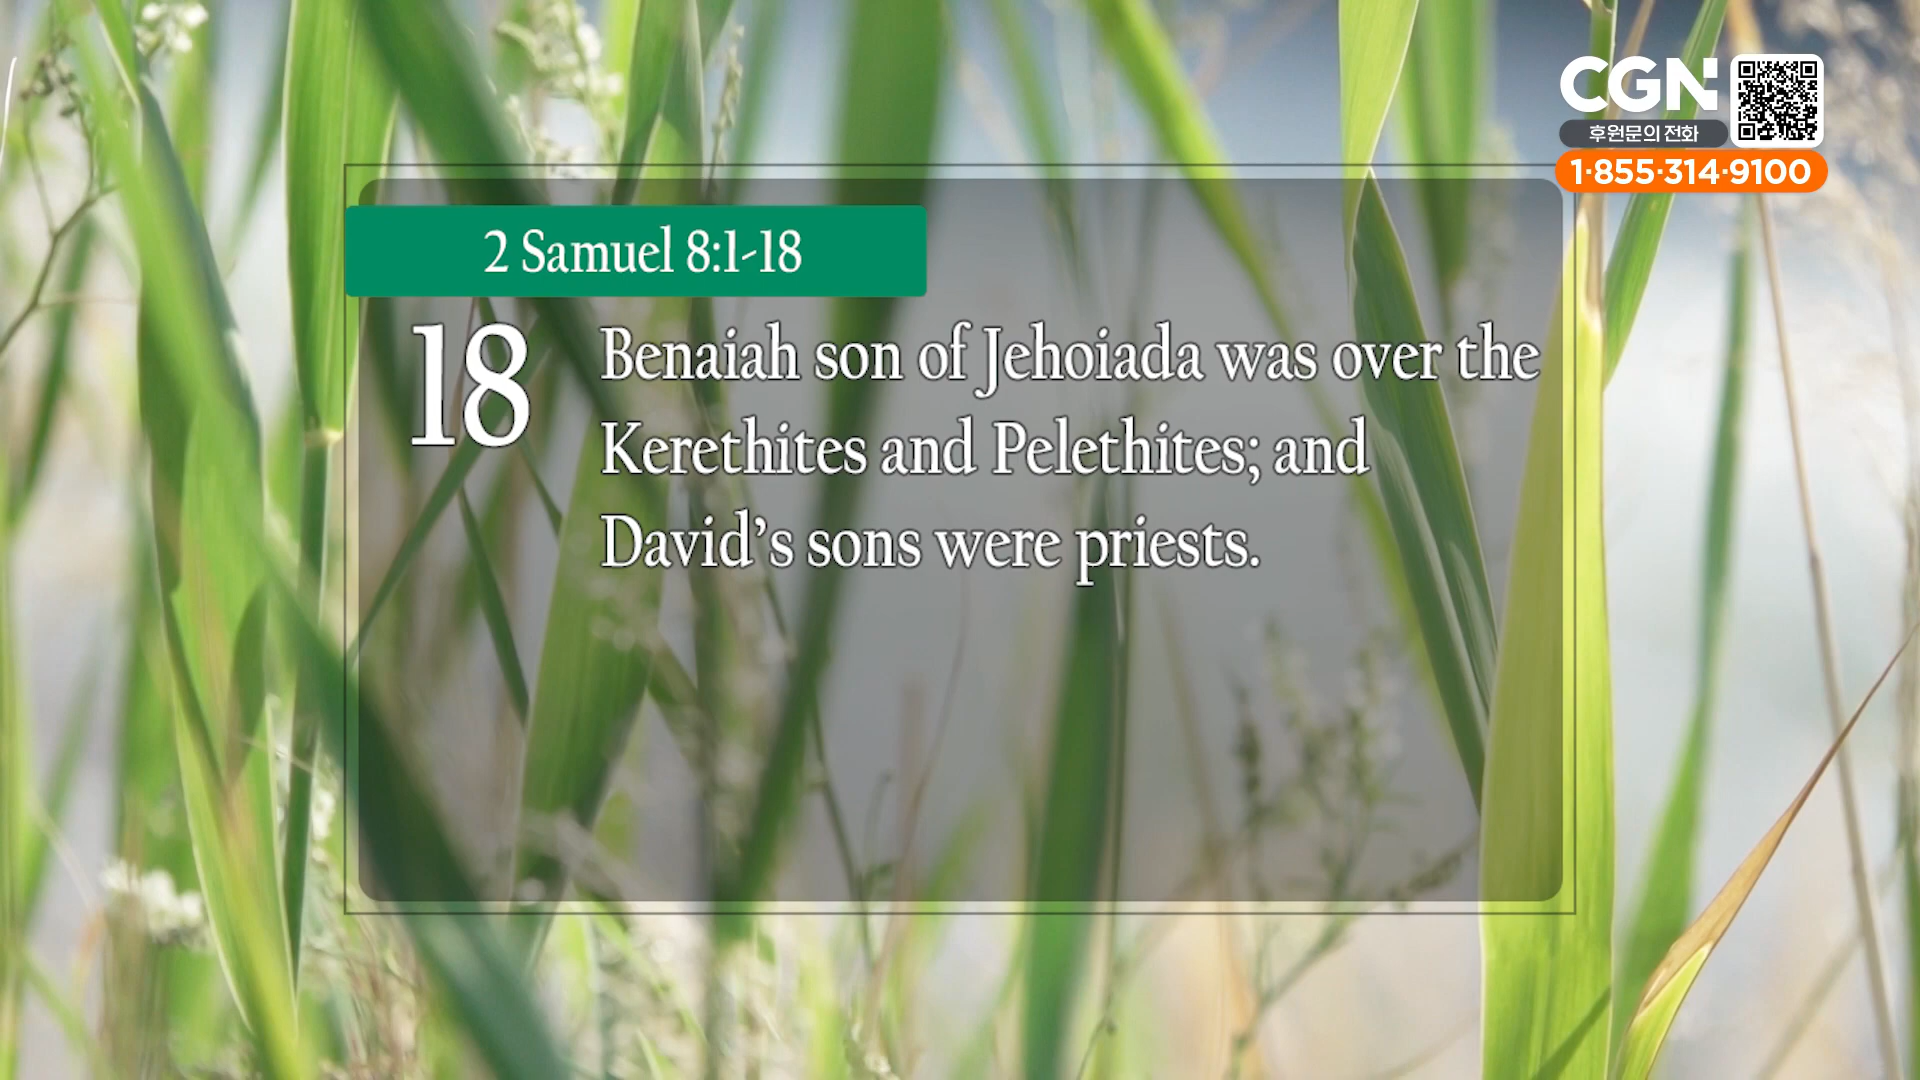 CGN
후원문의 전화
1·855·314·9100
2 Samuel 8:1-18
18
Benaiah son of Jehoiada was over the
Kerethites and Pelethites; and
David’s sons were priests.